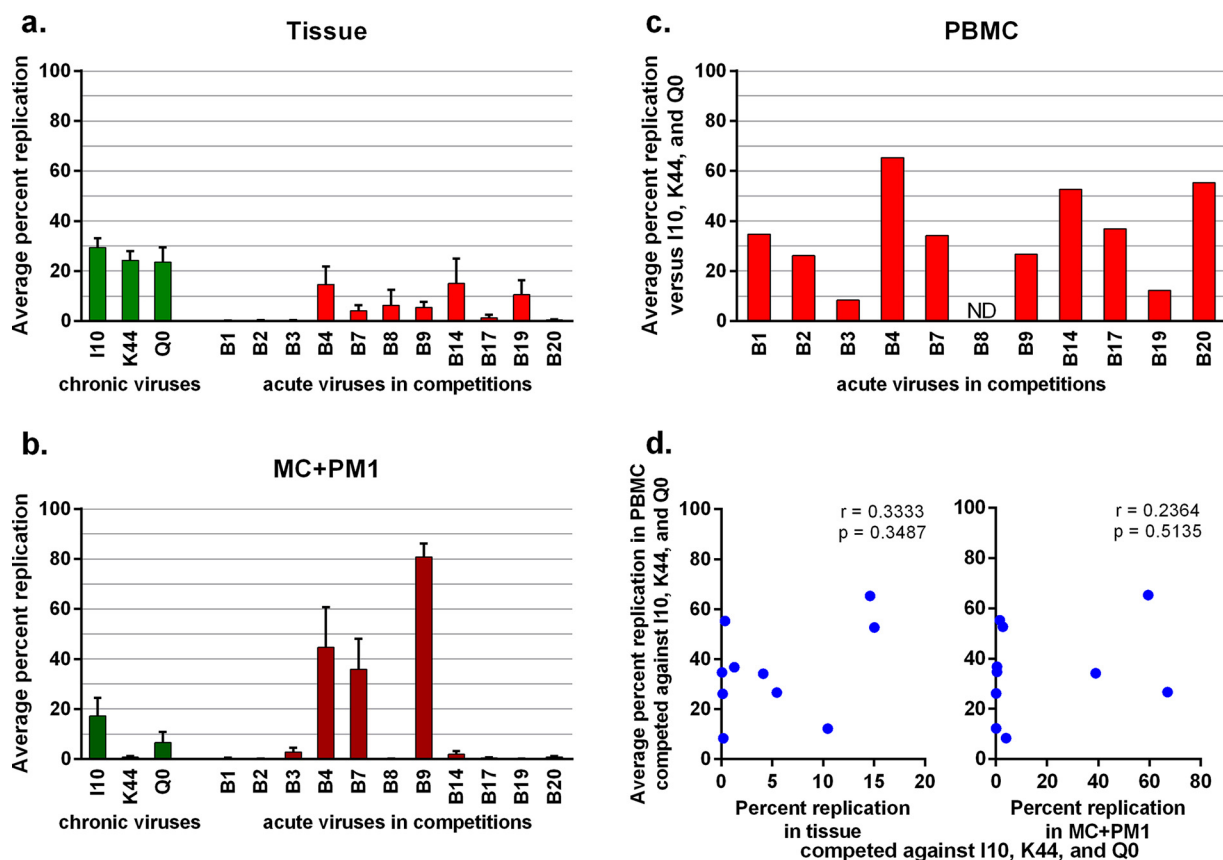 a.
Tissue
Average percent replication
100
80
60
40
20
0
I10
K44
Q0
B1
B2
B3
B4
B7
B8
B9
B14
B17
B19
B20
chronic viruses
acute viruses in competitions
c.
PBMC
Average percent replication
versus I10, K44, and Q0
100
80
60
40
20
0
ND
B1
B2
B3
B4
B7
B8
B9
B14
B17
B19
B20
acute viruses in competitions
b.
MC+PM1
Average percent replication
100
80
60
40
20
0
I10
K44
Q0
B1
B2
B3
B4
B7
B8
B9
B14
B17
B19
B20
chronic viruses
acute viruses in competitions
d.
Average percent replication in PBMC
competed against I10, K44, and Q0
100
80
60
40
20
0
r = 0.3333
p = 0.3487
0 5 10 15 20
Percent replication
in tissue
100
80
60
40
20
0
r = 0.2364
p = 0.5135
0 20 40 60 80
Percent replication
in MC+PM1
competed against I10, K44, and Q0